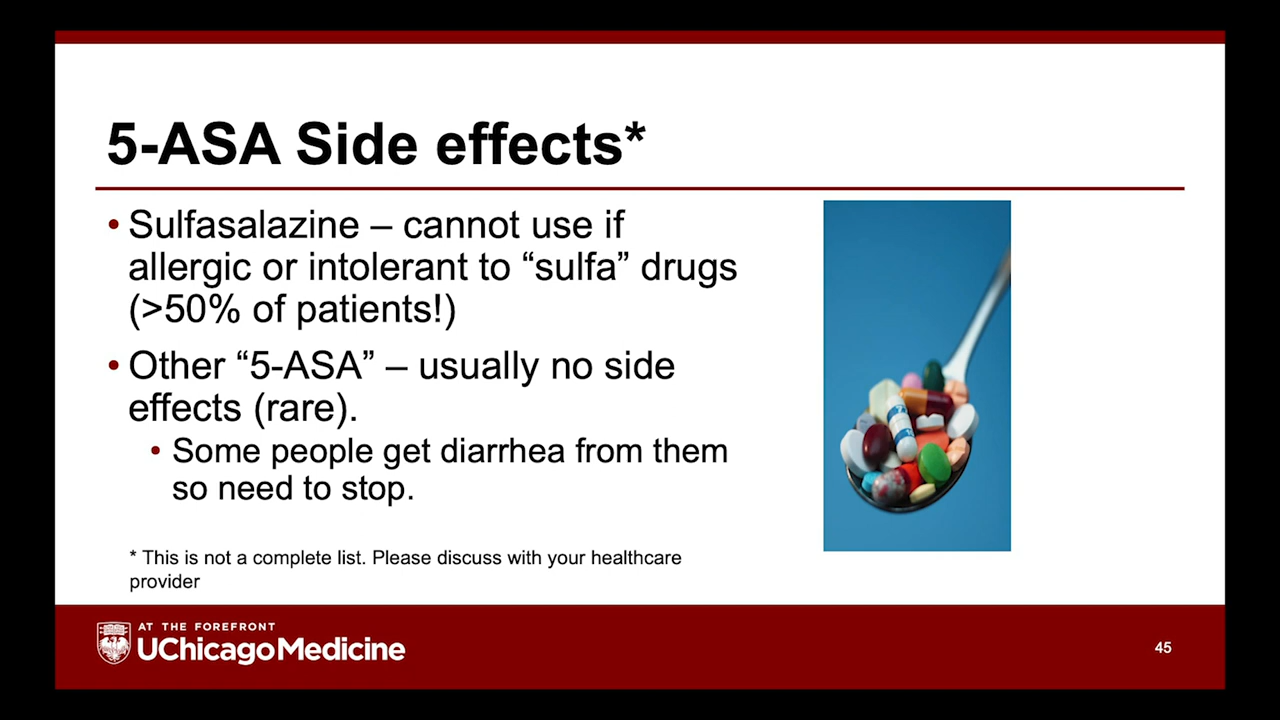 5-ASA Side effects*
• Sulfasalazine – cannot use if
allergic or intolerant to “sulfa” drugs
(>50% of patients!)
• Other “5-ASA” – usually no side
effects (rare).
• Some people get diarrhea from them
so need to stop.
* This is not a complete list. Please discuss with your healthcare
provider
AT THE FOREFRONT
UChicagoMedicine
45